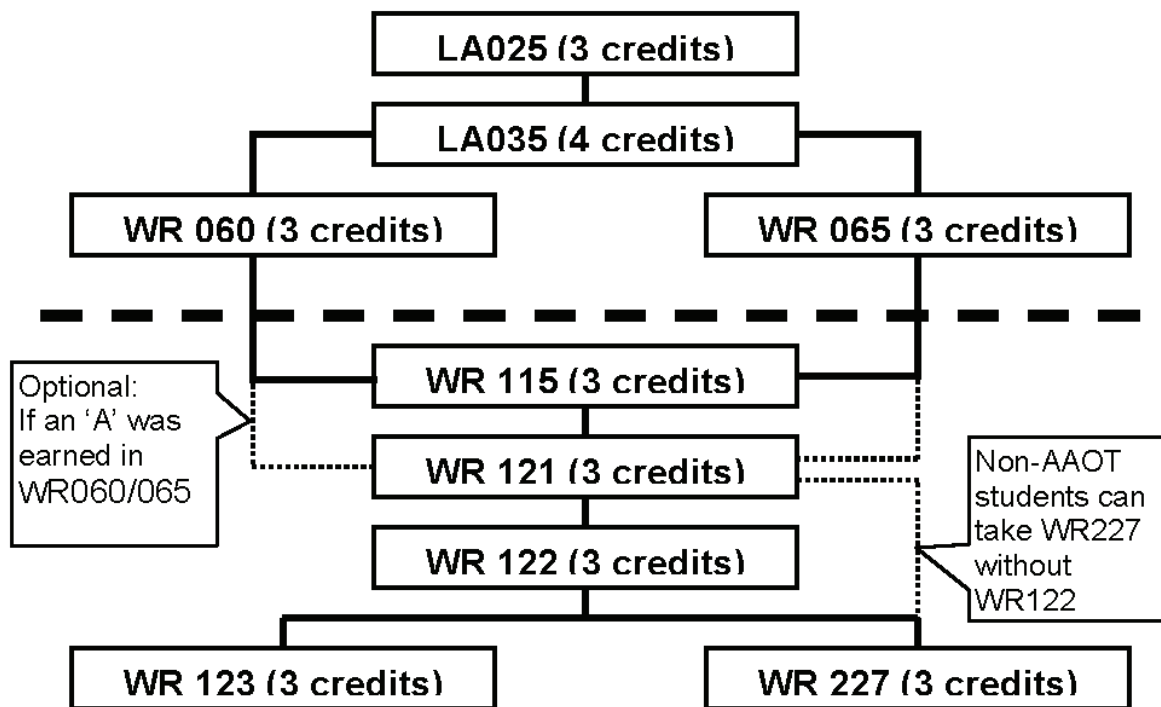 LA025 (3 credits)
LA035 (4 credits)
WR 060 (3 credits)
WR 065 (3 credits)
Optional:
If an ‘A’ was
earned in
WR060/065
WR 115 (3 credits)
WR 121 (3 credits)
Non-AAOT
students can
take WR227
without
WR122
WR 122 (3 credits)
WR 123 (3 credits)
WR 227 (3 credits)